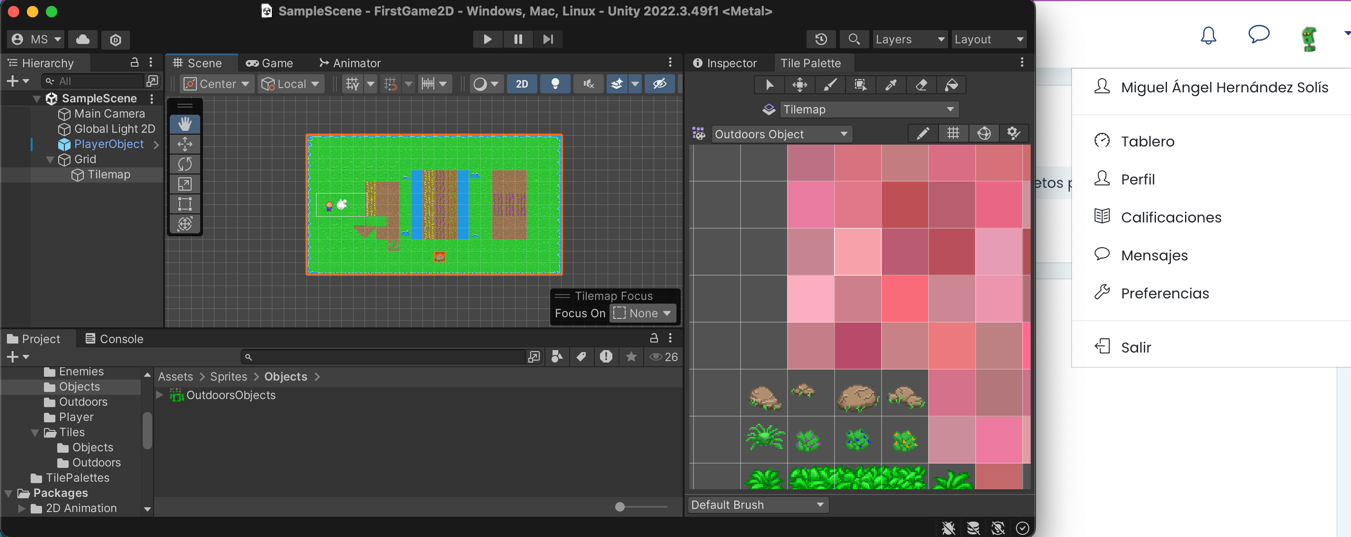 SampleScene - FirstGame2D - Windows, Mac, Linux - Unity 2022.3.49f1 <Metal>
MS
Layers
Layout
Hierarchy
Scene
Game
Animator
Inspector
Tile Palette
All
Center
Local
2D
SampleScene
Main Camera
Global Light 2D
PlayerObject
Grid
Tilemap
Tilemap
Outdoors Object
Tilemap Focus
Focus On
None
Project
Console
26
Enemies
Objects
Outdoors
Player
Tiles
Objects
Outdoors
TilePalettes
Packages
2D Animation
Assets > Sprites > Objects >
OutdoorsObjects
Default Brush
Miguel Ángel Hernández Solís
Tablero
Perfil
Calificaciones
Mensajes
Preferencias
Salir
etos p